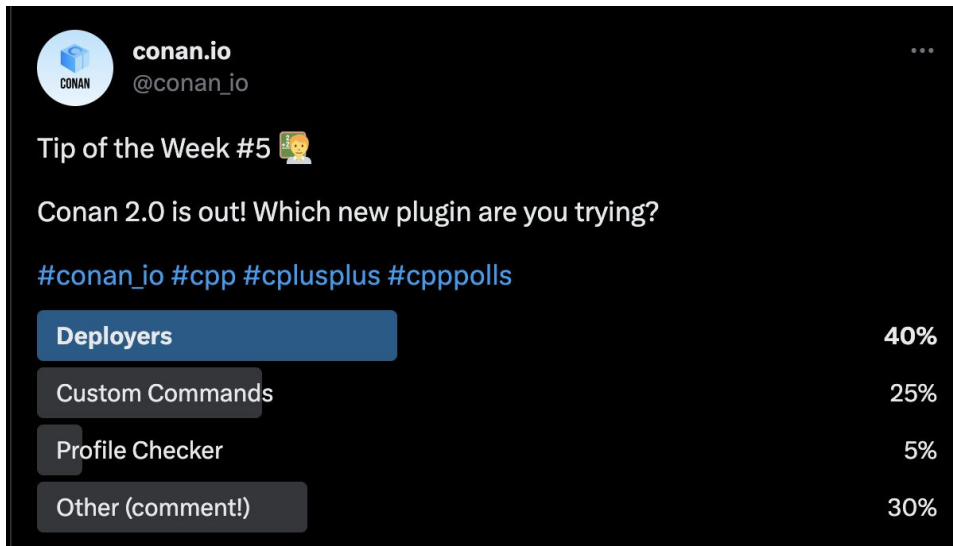 CONAN
conan.io
@conan_io
Tip of the Week #5 🧑‍🏫
Conan 2.0 is out! Which new plugin are you trying?
#conan_io #cpp #cplusplus #cpppolls
Deployers 40%
Custom Commands 25%
Profile Checker 5%
Other (comment!) 30%